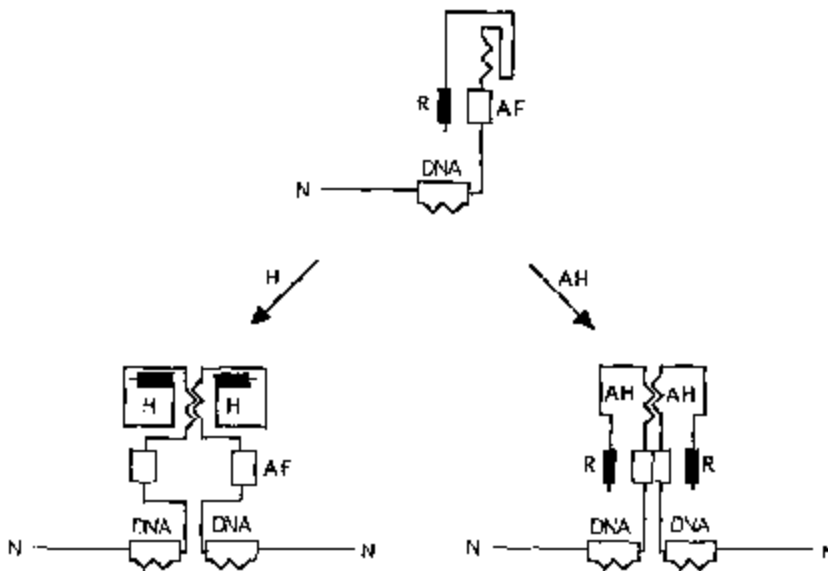 R AF
DNA
N
H AH
H H AH AH
AF R R
DNA DNA DNA DNA
N N N N